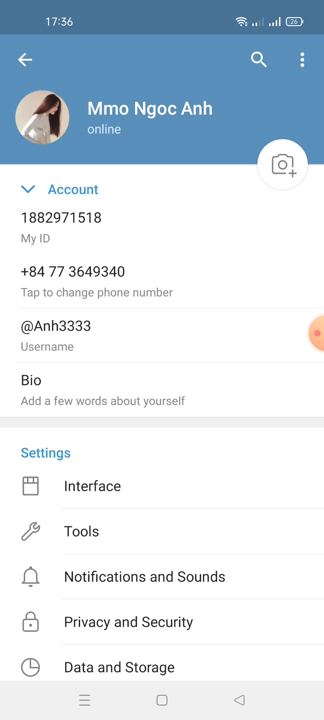 17:36
26
Mmo Ngoc Anh
online
Account
1882971518
My ID
+84 77 3649340
Tap to change phone number
@Anh3333
Username
Bio
Add a few words about yourself
Settings
Interface
Tools
Notifications and Sounds
Privacy and Security
Data and Storage